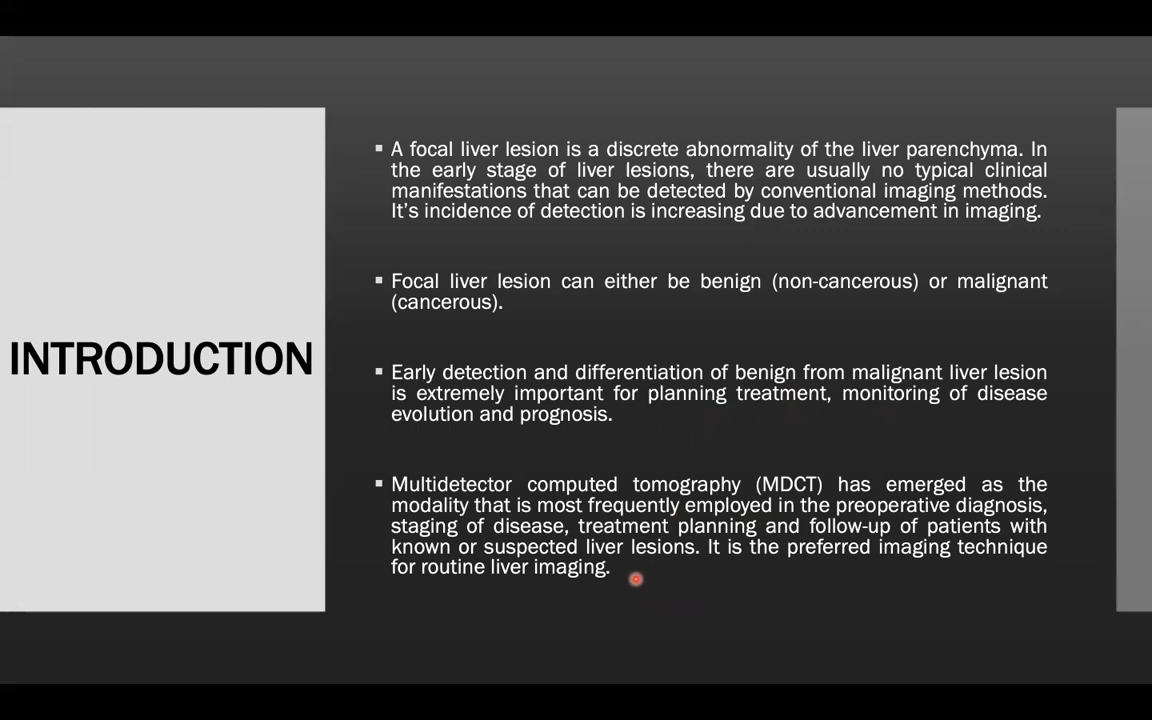 INTRODUCTION
▪ A focal liver lesion is a discrete abnormality of the liver parenchyma. In
the early stage of liver lesions, there are usually no typical clinical
manifestations that can be detected by conventional imaging methods.
It’s incidence of detection is increasing due to advancement in imaging.
▪ Focal liver lesion can either be benign (non-cancerous) or malignant
(cancerous).
▪ Early detection and differentiation of benign from malignant liver lesion
is extremely important for planning treatment, monitoring of disease
evolution and prognosis.
▪ Multidetector computed tomography (MDCT) has emerged as the
modality that is most frequently employed in the preoperative diagnosis,
staging of disease, treatment planning and follow-up of patients with
known or suspected liver lesions. It is the preferred imaging technique
for routine liver imaging.